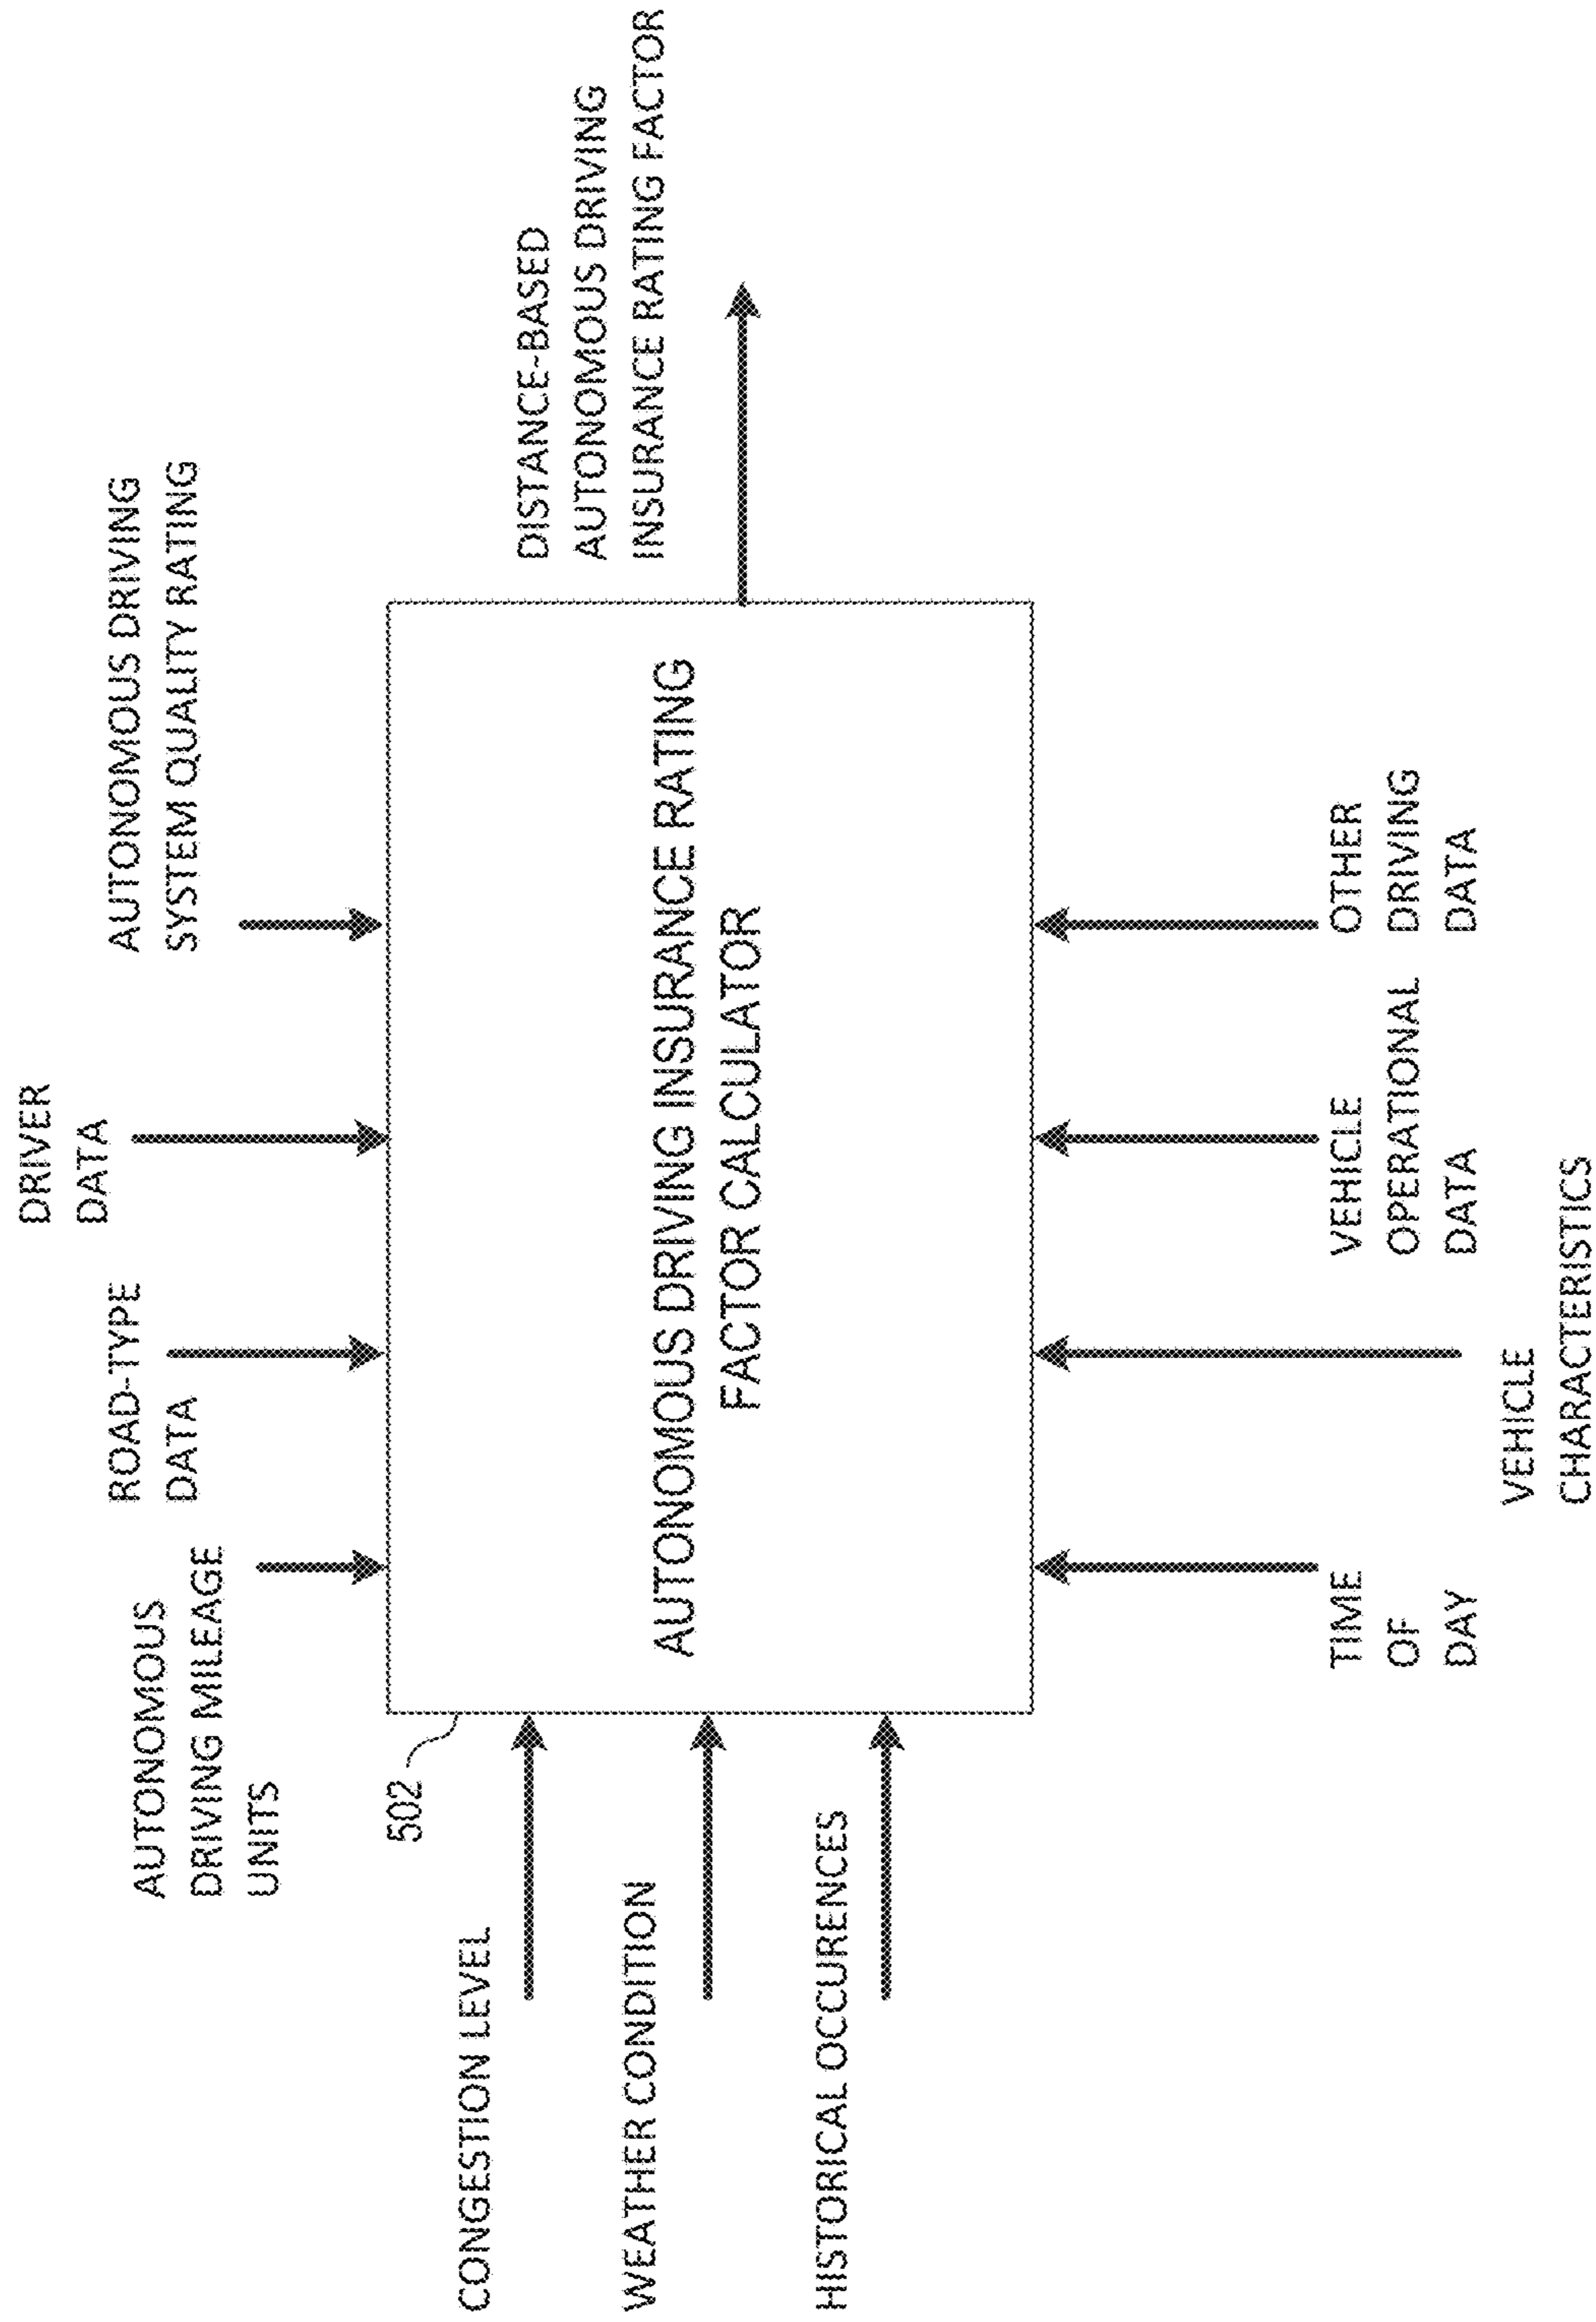 AUTONOMOUS
DRIVING MILEAGE
UNITS
ROAD-TYPE
DATA
DRIVER
DATA
AUTONOMOUS DRIVING
SYSTEM QUALITY RATING
502
CONGESTION LEVEL
WEATHER CONDITION
HISTORICAL OCCURENCES
AUTONOMOUS DRIVING INSURANCE RATING
FACTOR CALCULATOR
DISTANCE-BASED
AUTONOMOUS DRIVING
INSURANCE RATING FACTOR
TIME
OF
DAY
VEHICLE
CHARACTERISTICS
VEHICLE
OPERATIONAL
DATA
OTHER
DRIVING
DATA